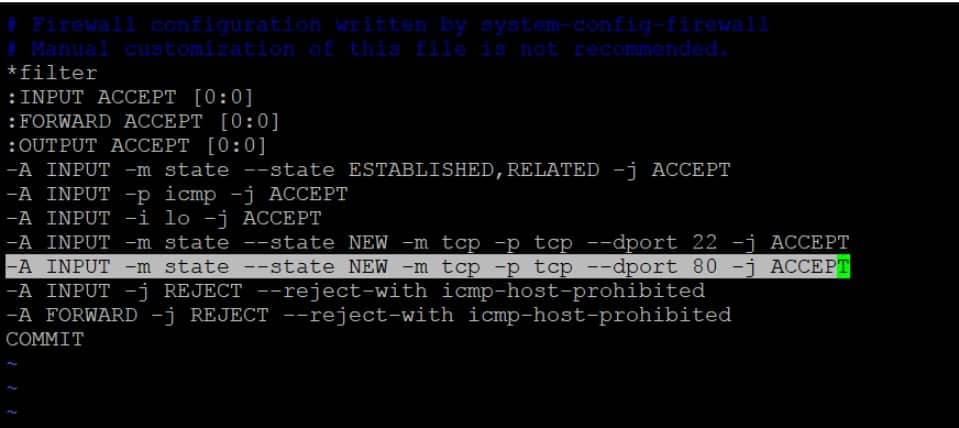 # Firewall configuration written by system-config-firewall
# Manual customization of this file is not recommended.
*filter
:INPUT ACCEPT [0:0]
:FORWARD ACCEPT [0:0]
:OUTPUT ACCEPT [0:0]
-A INPUT -m state --state ESTABLISHED,RELATED -j ACCEPT
-A INPUT -p icmp -j ACCEPT
-A INPUT -i lo -j ACCEPT
-A INPUT -m state --state NEW -m tcp -p tcp --dport 22 -j ACCEPT
-A INPUT -m state --state NEW -m tcp -p tcp --dport 80 -j ACCEPT
-A INPUT -j REJECT --reject-with icmp-host-prohibited
-A FORWARD -j REJECT --reject-with icmp-host-prohibited
COMMIT
~
~
~